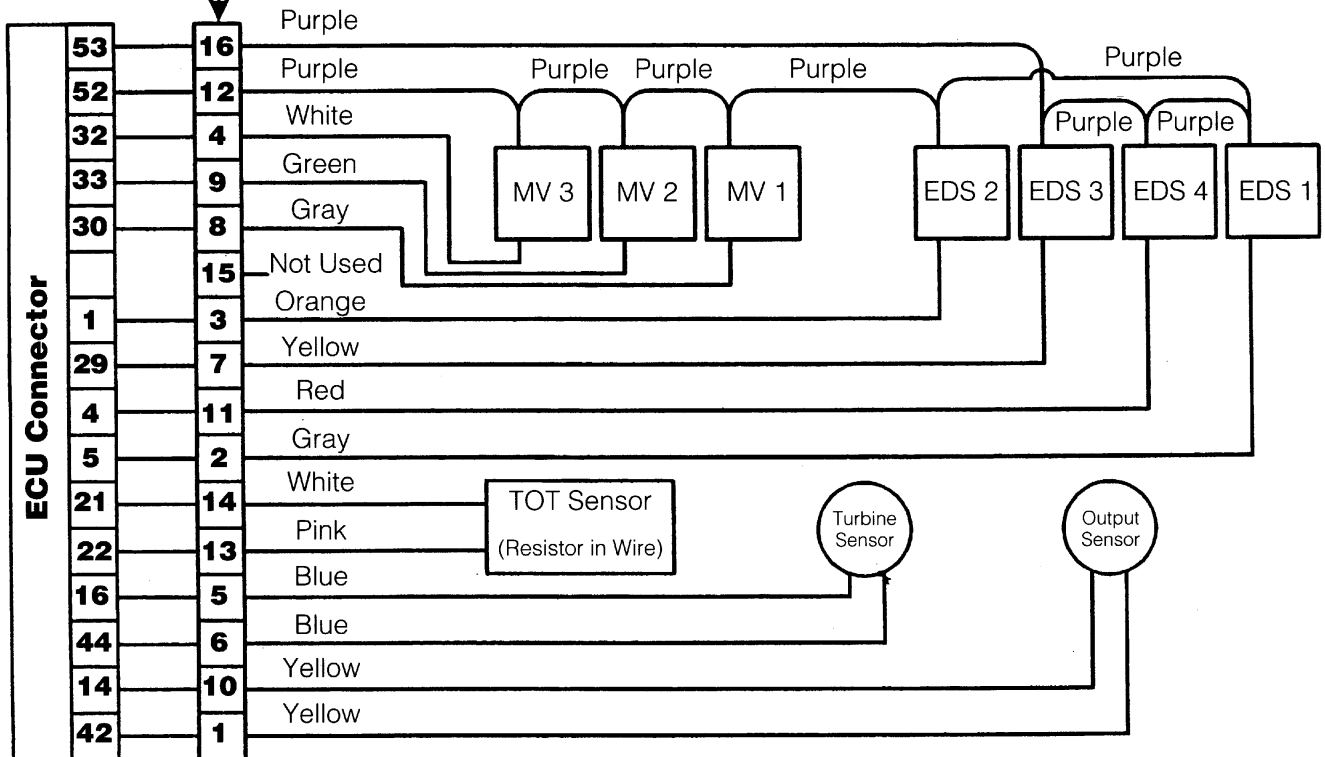 Purple
53 16
Purple Purple Purple Purple Purple
52 12
White
32 4
Purple Purple
Green
33 9
MV 3 MV 2 MV 1 EDS 2 EDS 3 EDS 4 EDS 1
Gray
30 8
15 Not Used
Orange
1 3
Yellow
29 7
Red
4 11
Gray
5 2
White
21 14
TOT Sensor
(Resistor in Wire)
Pink
22 13
Turbine
Sensor
Output
Sensor
Blue
16 5
Blue
44 6
Yellow
14 10
Yellow
42 1
ECU Connector